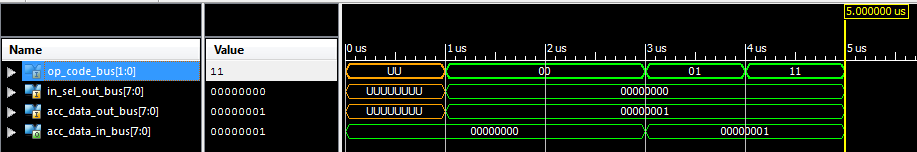 5.000000 us
Name Value 0 us 1 us 2 us 3 us 4 us 5 us
op_code_bus[1:0] 11 UU 00 01 11
in_sel_out_bus[7:0] 00000000 UUUUUUUU 00000000
acc_data_out_bus[7:0] 00000001 UUUUUUUU 00000001
acc_data_in_bus[7:0] 00000001 00000000 00000001